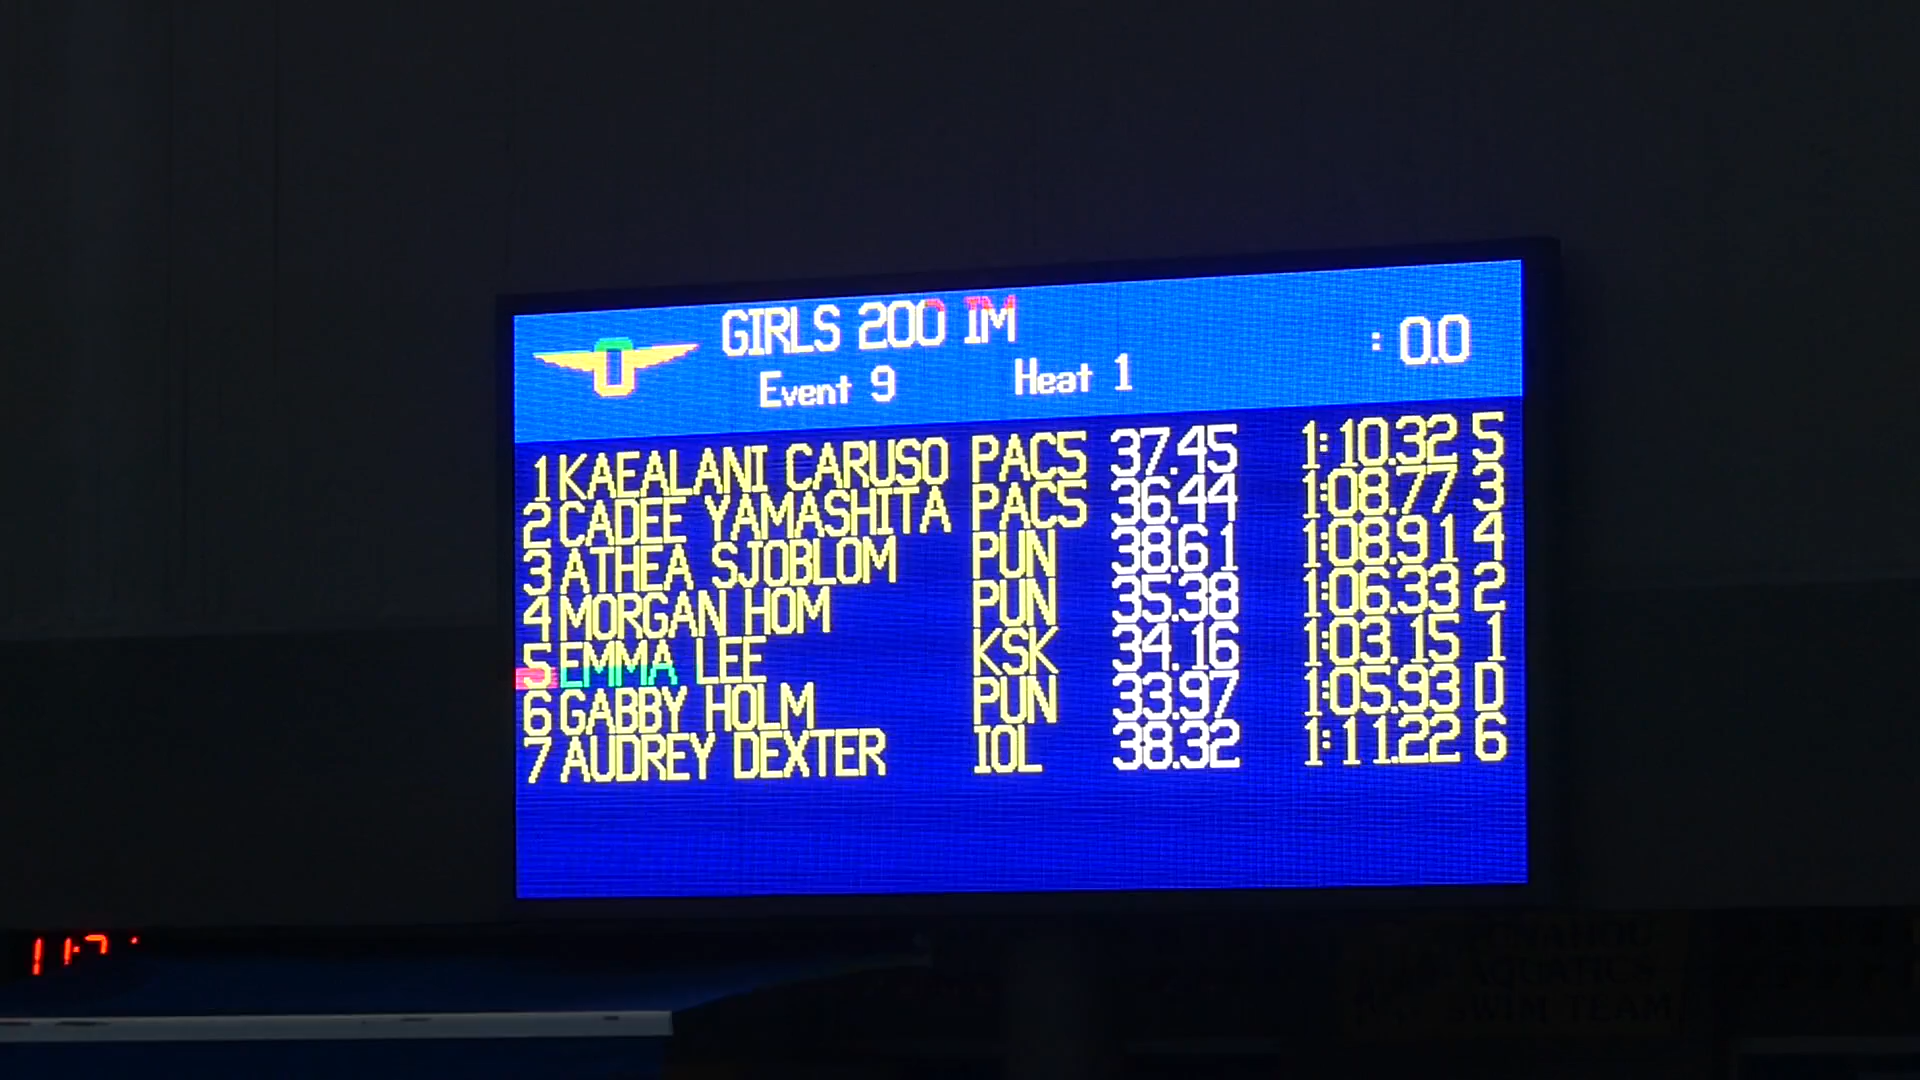 GIRLS 200 IM
: 0.0
Event 9 Heat 1
1 KAEALANI CARUSO PAC5 37.45 1:10.32 5
2 CADEE YAMASHITA PAC5 36.44 1:08.77 3
3 ATHEA SJOBLOM PUN 38.61 1:08.91 4
4 MORGAN HOM PUN 35.38 1:06.33 2
5 EMMA LEE KSK 34.16 1:03.15 1
6 GABBY HOLM PUN 33.97 1:05.93 D
7 AUDREY DEXTER IOL 38.32 1:11.22 6
AQUATICS
SWIM TEAM